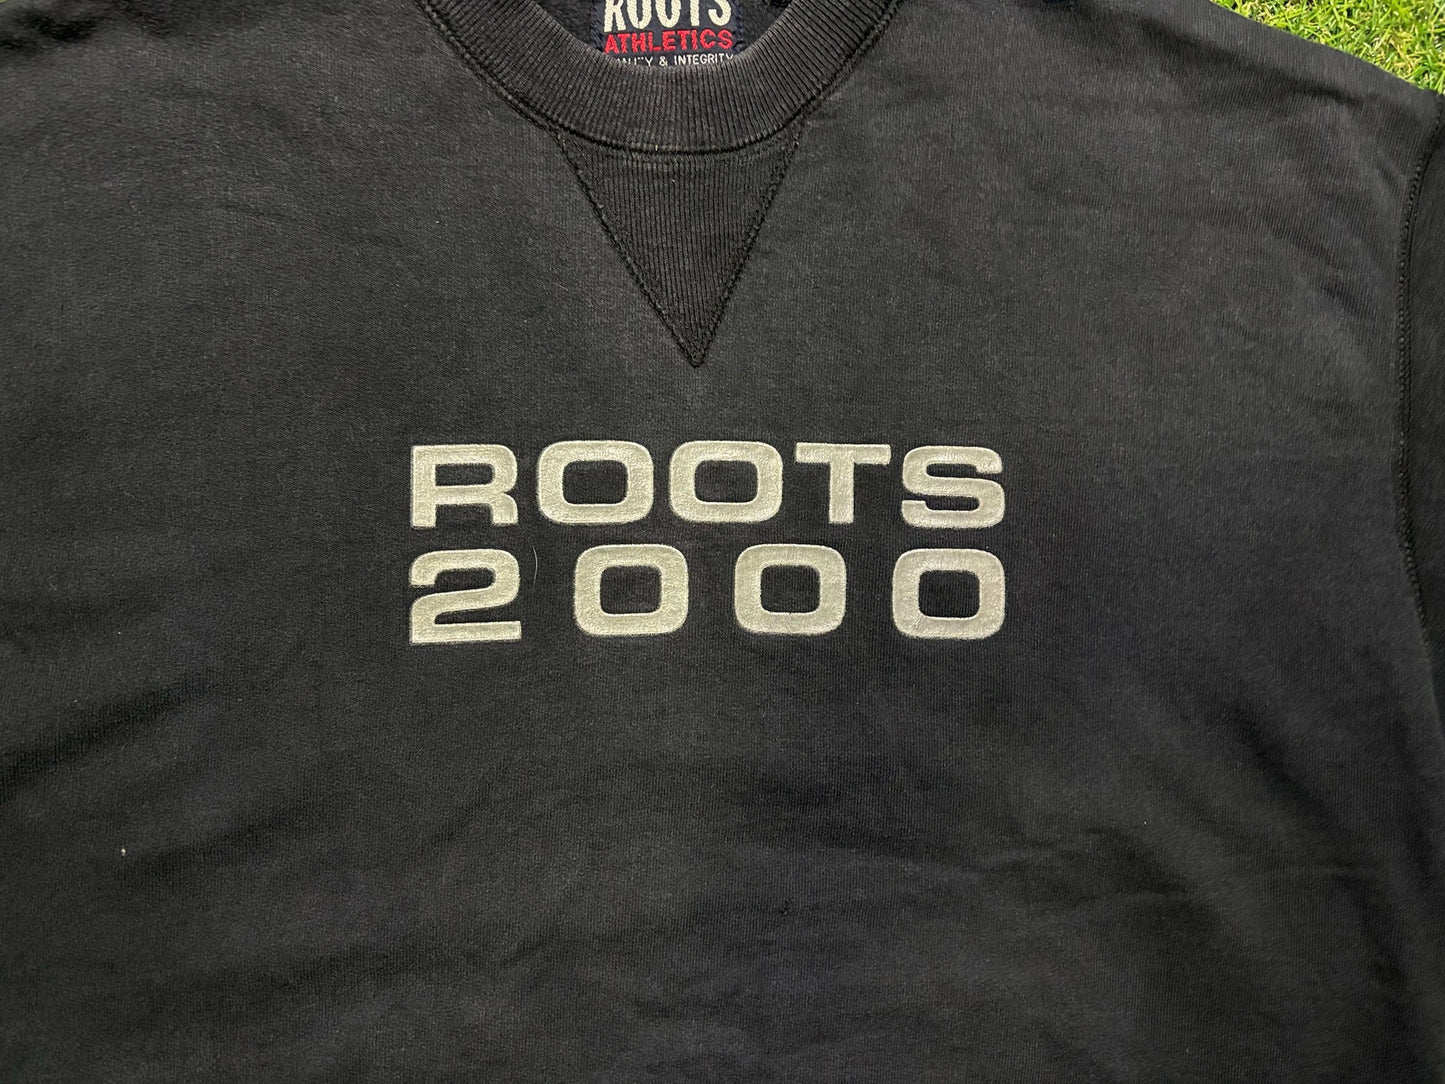 ROOTS
ATHLETICS
& INTEGRITY
ROOTS
2000